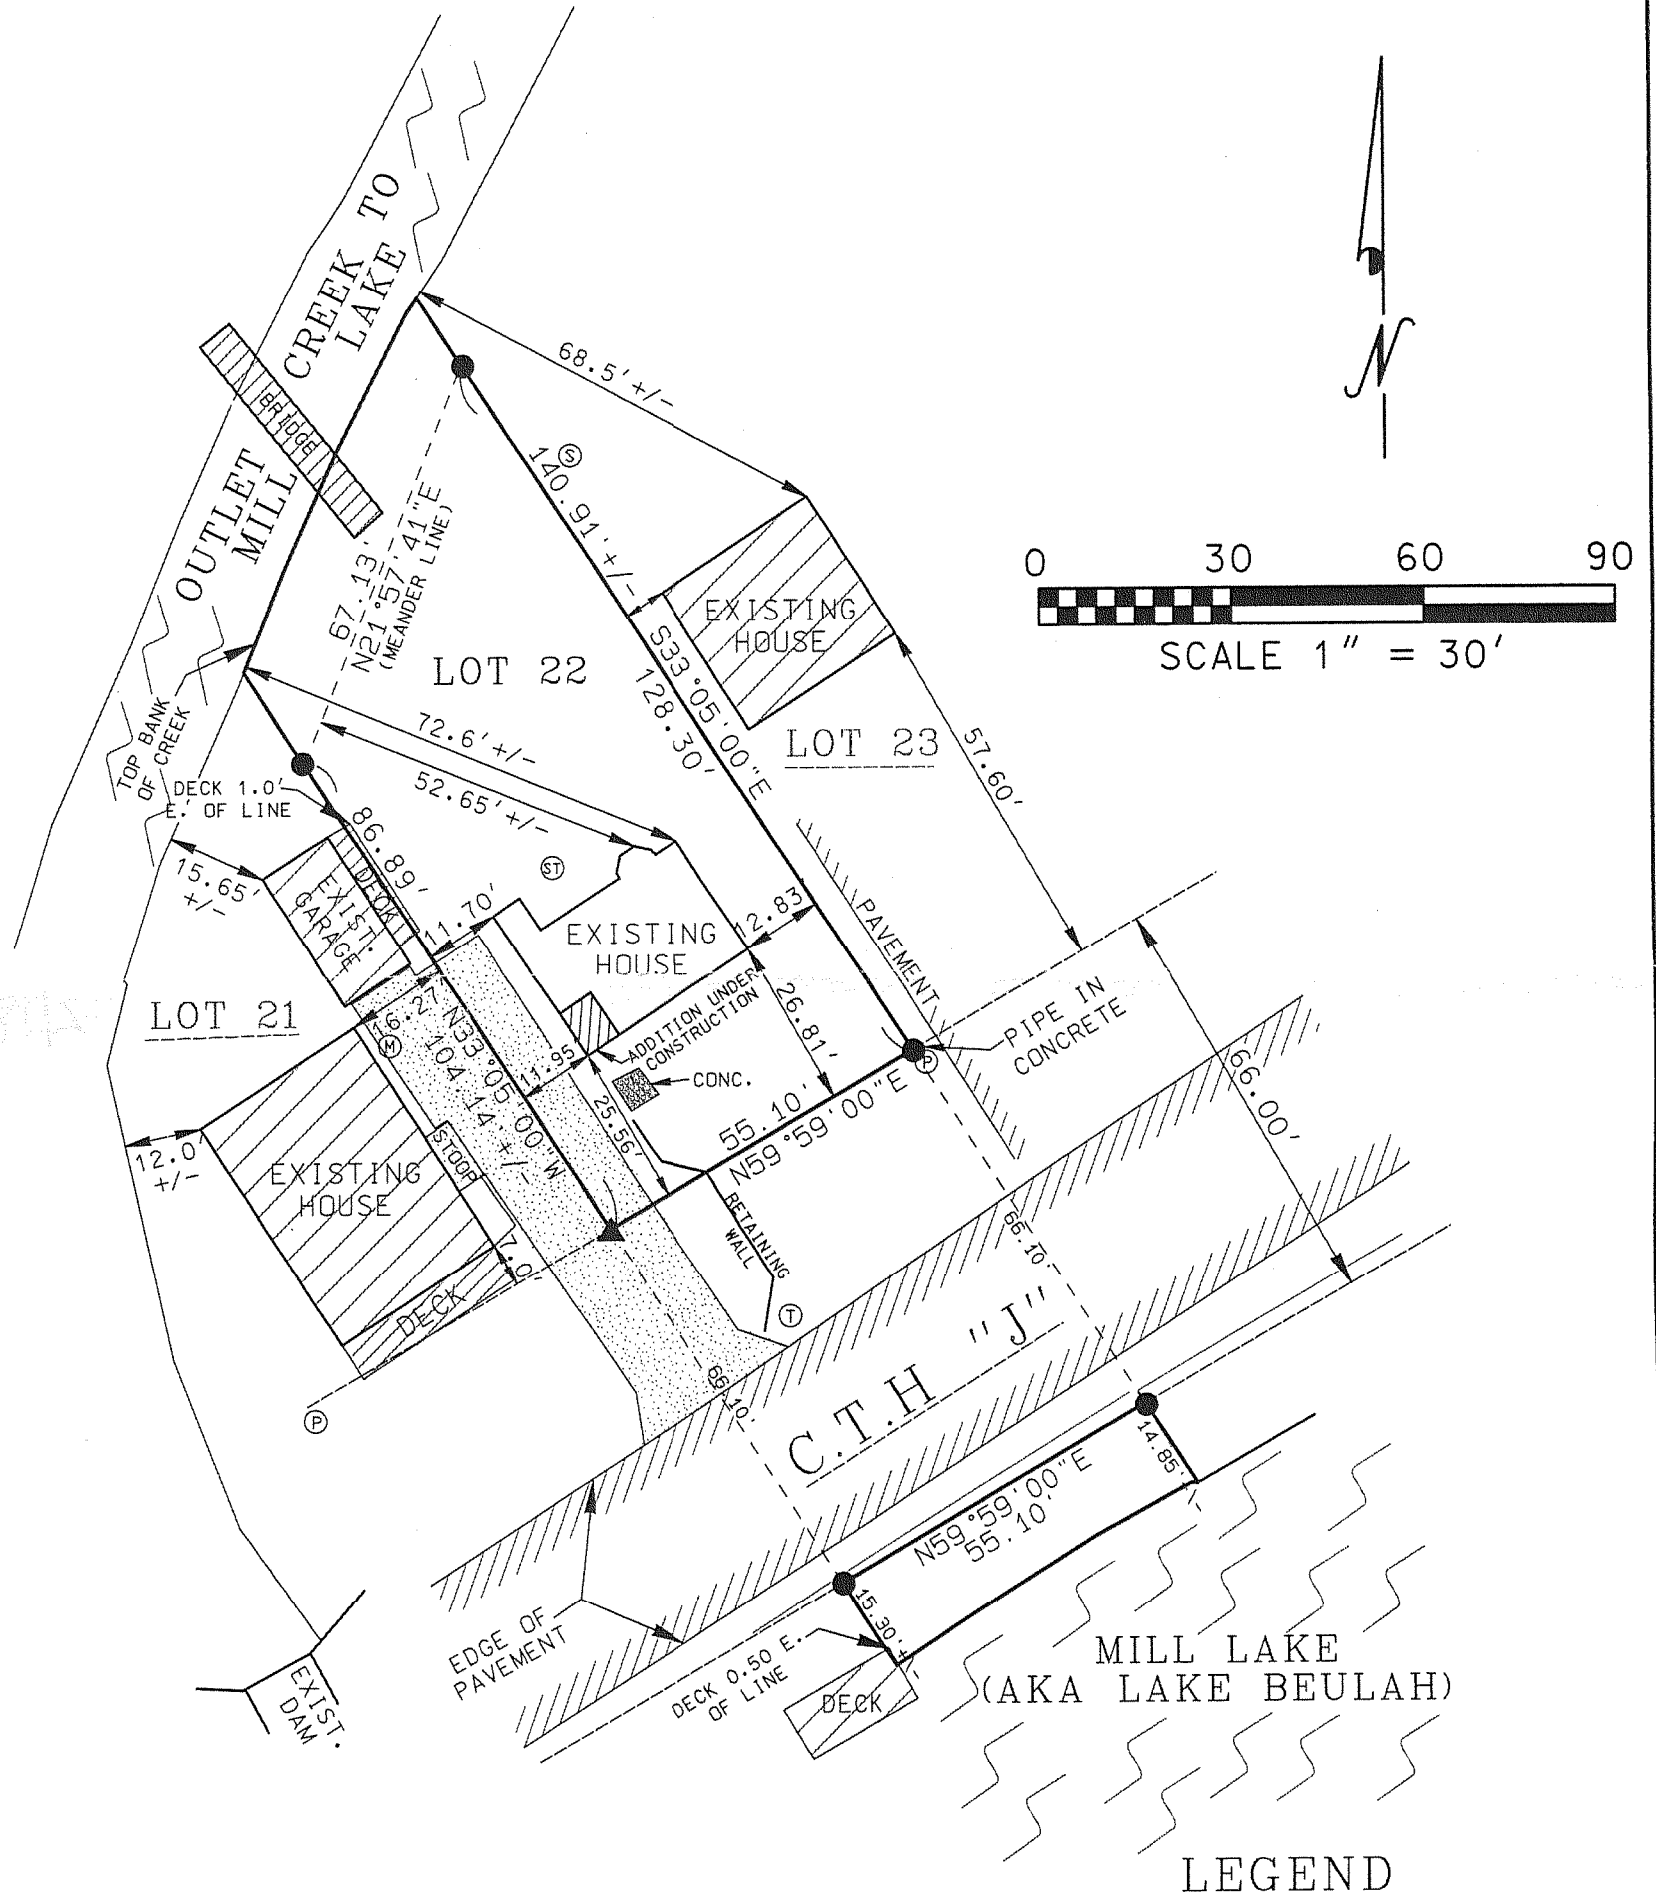 CREEK TO
LAKE
OUTLET
MILL
BRIDGE
68.5'+/-
N
0 30 60 90
SCALE 1" = 30'
140.91'+/-
S33°05'00"E
128.30'
EXISTING
HOUSE
67.13'
N21°57'41"E
(MEANDER LINE)
LOT 22
LOT 23
57.60'
TOP BANK
OF CREEK
72.6'+/-
52.65'+/-
DECK 1.0'
E. OF LINE
86.89'
15.65'
+/-
EXIST.
GARAGE
DECK
ST
S
11.70'
EXISTING
HOUSE
12.83'
PAVEMENT
LOT 21
16.27
M
N33°05'00"W
104.14'+/-
11.95'
ADDITION UNDER
CONSTRUCTION
CONC.
26.81'
25.56'
PIPE IN
CONCRETE
P
66.00'
55.10'
N59°59'00"E
12.0'
+/-
EXISTING
HOUSE
STOOP
DECK
7.0'
RETAINING
WALL
T
P
66.10'
66.10'
C.T.H "J"
14.85'
N59°59'00"E
55.10'
15.30'
EDGE OF
PAVEMENT
DECK 0.50 E.
OF LINE
DECK
EXIST.
DAM
MILL LAKE
(AKA LAKE BEULAH)
LEGEND